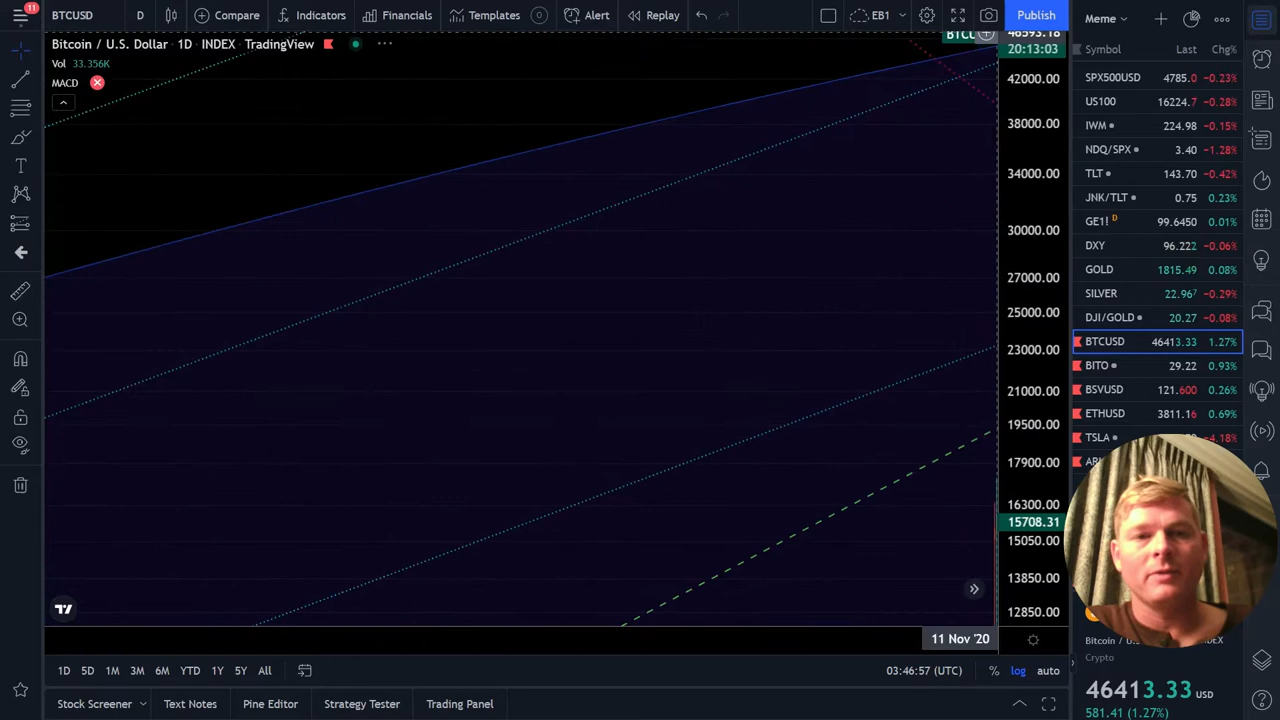 11
BTCUSD D Compare Indicators Financials Templates Alert Replay EB1 Publish
Meme
Bitcoin / U.S. Dollar · 1D · INDEX · TradingView
Vol 33.356K
MACD
46593.18
20:13:03
42000.00
38000.00
34000.00
30000.00
27000.00
25000.00
23000.00
21000.00
19500.00
17900.00
16300.00
15708.31
15050.00
13850.00
12850.00
11 Nov '20
Symbol Last Chg%
SPX500USD 4785.0 −0.23%
US100 16224.7 −0.28%
IWM 224.98 −0.15%
NDQ/SPX 3.40 −1.28%
TLT 143.70 −0.42%
JNK/TLT 0.75 0.23%
GE1! D 99.6450 0.01%
DXY 96.222 −0.06%
GOLD 1815.49 0.08%
SILVER 22.967 −0.29%
DJI/GOLD 20.27 −0.08%
BTCUSD 46413.33 1.27%
BITO 29.22 0.93%
BSVUSD 121.600 0.26%
ETHUSD 3811.16 0.69%
TSLA −4.18%
Crypto
46413.33 USD
581.41 (1.27%)
1D 5D 1M 3M 6M YTD 1Y 5Y All
03:46:57 (UTC) % log auto
Stock Screener Text Notes Pine Editor Strategy Tester Trading Panel